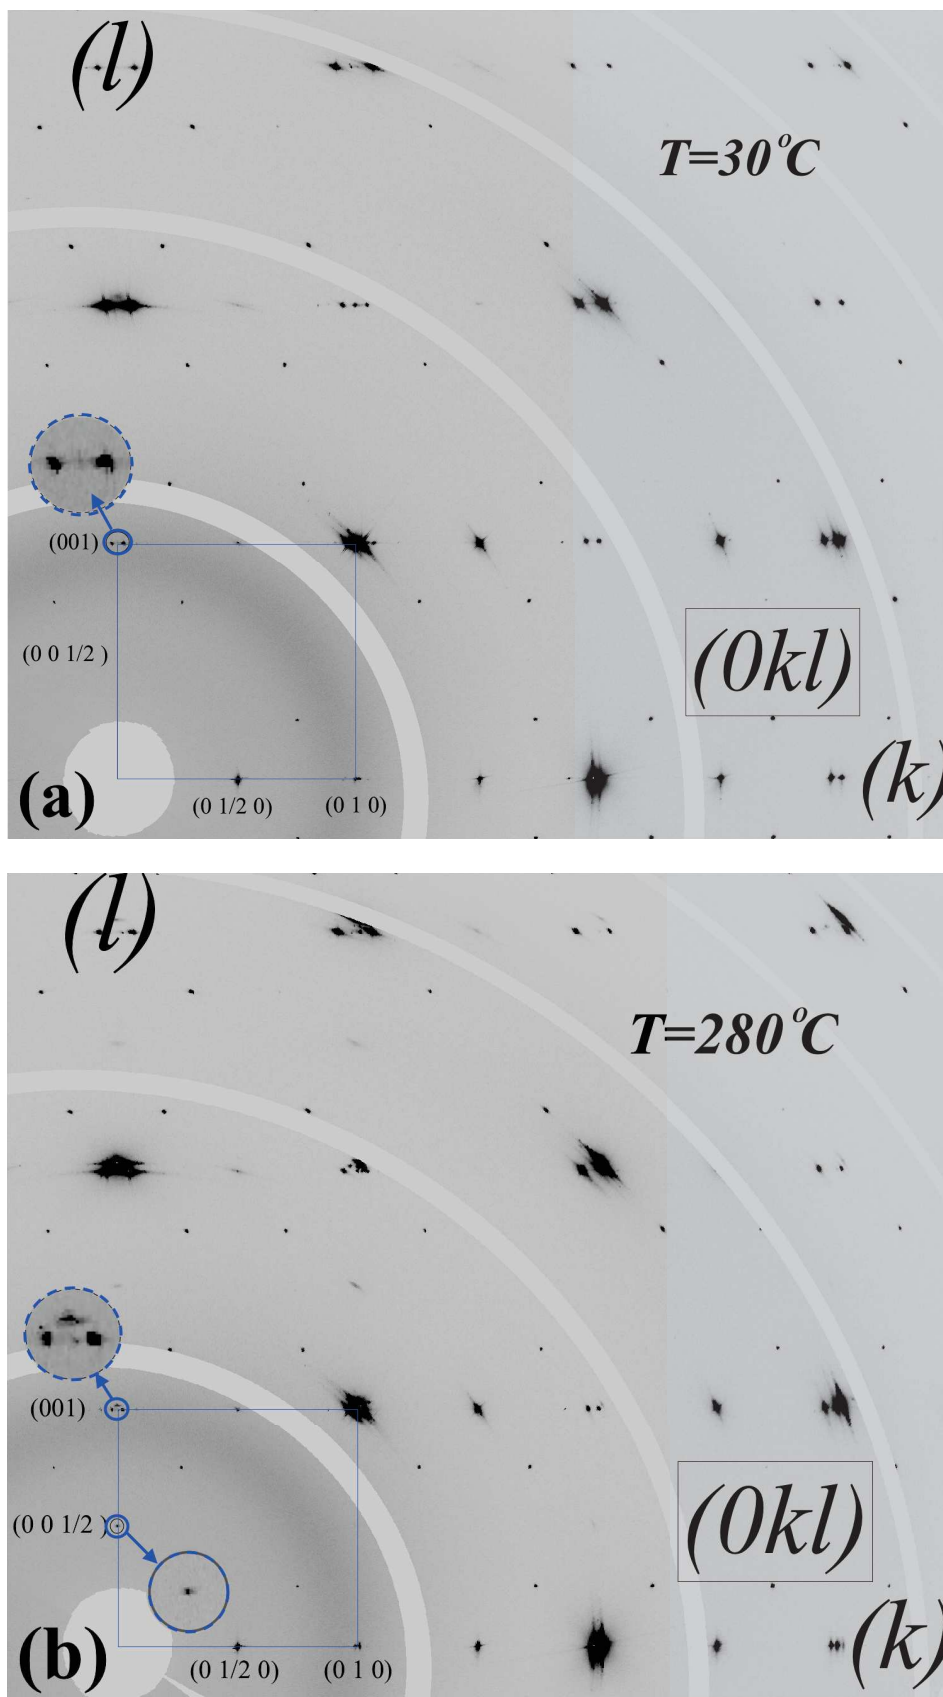 (l)
T=30°C
(001)
(0 0 1/2 )
(0kl)
(a)
(0 1/2 0)
(0 1 0)
(k)
(l)
T=280°C
(001)
(0 0 1/2 )
(0kl)
(b)
(0 1/2 0)
(0 1 0)
(k)